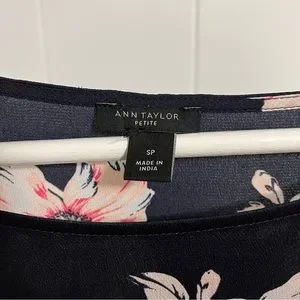 ANN TAYLOR
PETITE
SP
MADE IN
INDIA